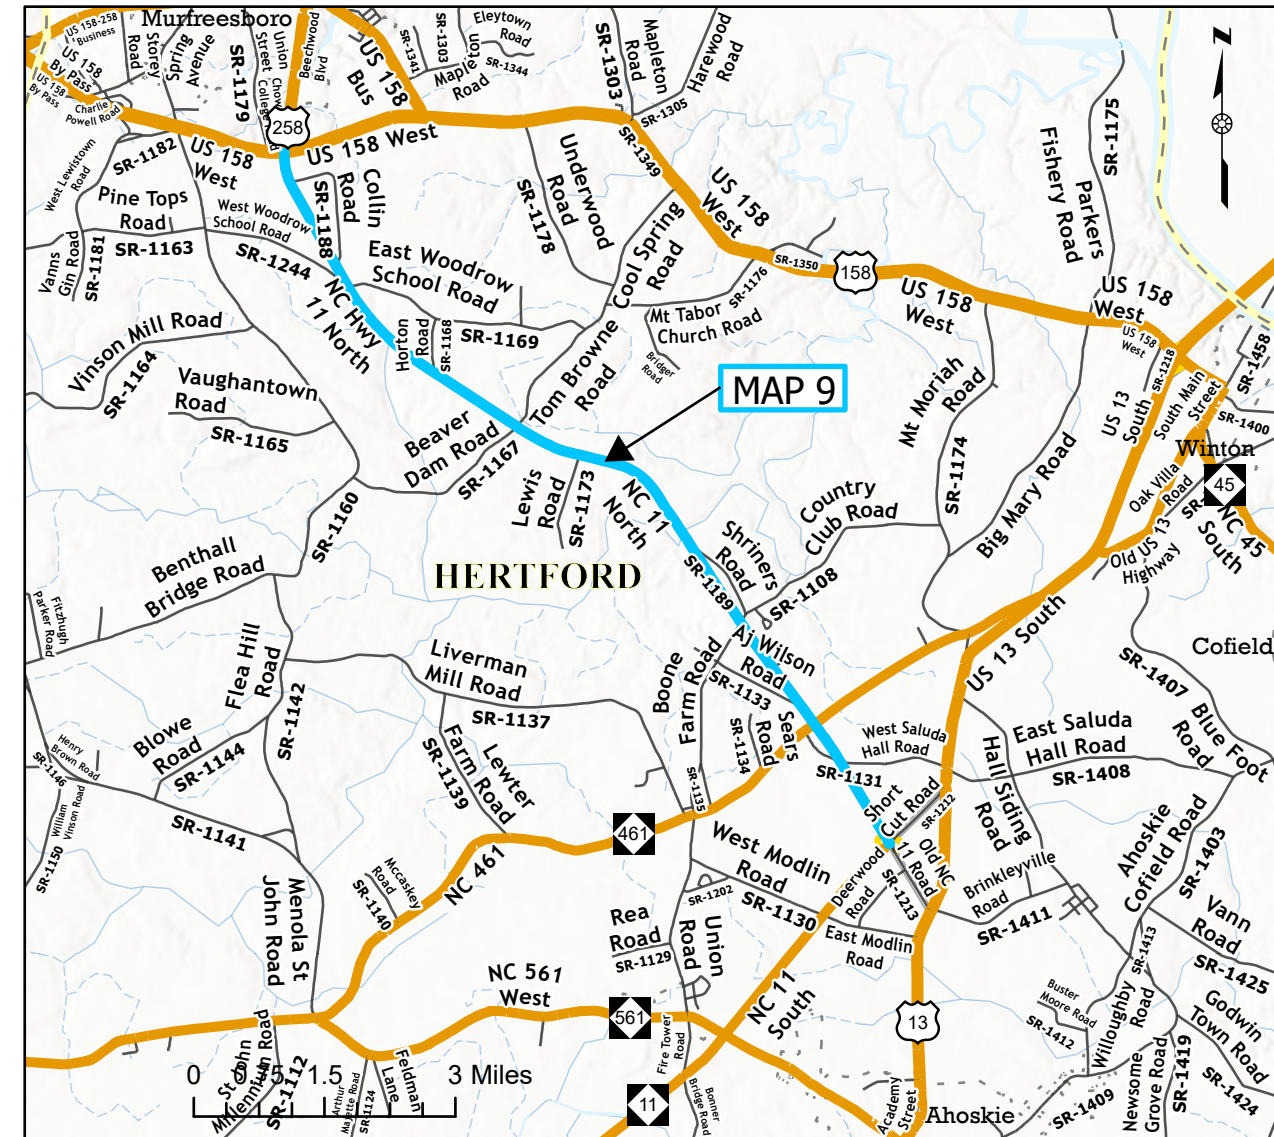 Murfreesboro
US 158-258
Business
US 158
By Pass
US 158
By Pass
Storey
Road
Spring
Avenue
SR-1179
Union
Street
College
Beechwood
Blvd
US 158
Bus
SR-1341
SR-1303
Mapleton
Road
Eleytown
Road
SR-1344
SR-1303
Mapleton
Road
Harewood
Road
SR-1305
SR-1349
Charlie
Powell Road
258
US 158
West
US 158 West
SR-1182
West Lewistown
Road
Pine Tops
Road
SR-1163
Vanns
Gin Road
SR-1181
West Woodrow
School Road
SR-1244
SR-1188
Collin
Road
East Woodrow
School Road
SR-1169
Underwood
Road
SR-1178
Cool Spring
Road
US 158
West
SR-1350
158
SR-1176
Mt Tabor
Church Road
Bridger
Road
US 158
West
Fishery Road
Parkers
SR-1175
US 158
West
US 158
West
SR-1218
SR-1458
N
Vinson Mill Road
SR-1164
NC Hwy
11 North
Horton
Road
SR-1168
Vaughantown
Road
SR-1165
Beaver
Dam Road
SR-1167
Tom Browne
Road
MAP 9
Mt Moriah
Road
SR-1174
US 13
South
South Main
Street
SR-1400
Winton
Oak Villa
Road
45
NC 45
South
Lewis
Road
SR-1173
NC 11
North
Country
Club Road
Big Mary Road
Old US 13
Highway
SR-1160
Benthall
Bridge Road
HERTFORD
Shriners
Road
SR-1189
SR-1108
Fitzhugh
Parker Road
Flea Hill
Road
SR-1142
Liverman
Mill Road
SR-1137
Boone
Farm Road
Aj Wilson
Road
SR-1133
US 13 South
Cofield
SR-1407
Blue Foot
Road
Blowe
Road
SR-1144
Henry
Brown Road
SR-1146
William
Vinson Road
SR-1150
SR-1141
SR-1139
Lewter
Farm Road
SR-1134
Sears
Road
SR-1135
West Saluda
Hall Road
SR-1131
Hall Siding
Road
East Saluda
Hall Road
SR-1408
Short
Cut Road
SR-1212
461
NC 461
West Modlin
Road
SR-1130
Deerwood
Road
Old NC
11 Road
SR-1213
Brinkleyville
Road
SR-1411
Ahoskie
Cofield Road
SR-1403
Mccaskey
Road
SR-1140
Menola St
John Road
SR-1202
Rea
Road
SR-1129
Union
Road
East Modlin
Road
Vann
Road
SR-1425
SR-1413
NC 561
West
561
NC 11
South
13
Buster
Moore Road
SR-1412
Willoughby
Road
Godwin
Town Road
SR-1424
St John
Millennium Road
SR-1112
Arthur
Majette Road
SR-1124
Feldman
Lane
Fire Tower
Road
Bonner
Bridge Road
11
Academy
Street
Ahoskie
SR-1409
Newsome
Grove Road
SR-1419
0 0.75 1.5 3 Miles